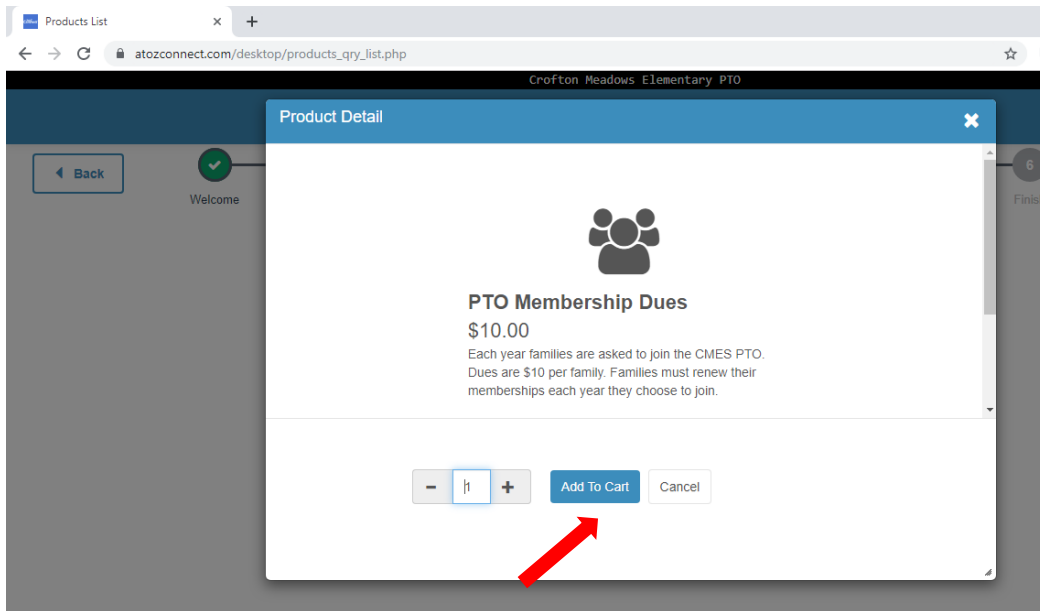 Products List
atozconnect.com/desktop/products_qry_list.php
Crofton Meadows Elementary PTO
Product Detail
Back
Welcome
6
Finis
PTO Membership Dues
$10.00
Each year families are asked to join the CMES PTO.
Dues are $10 per family. Families must renew their
memberships each year they choose to join.
1
Add To Cart
Cancel